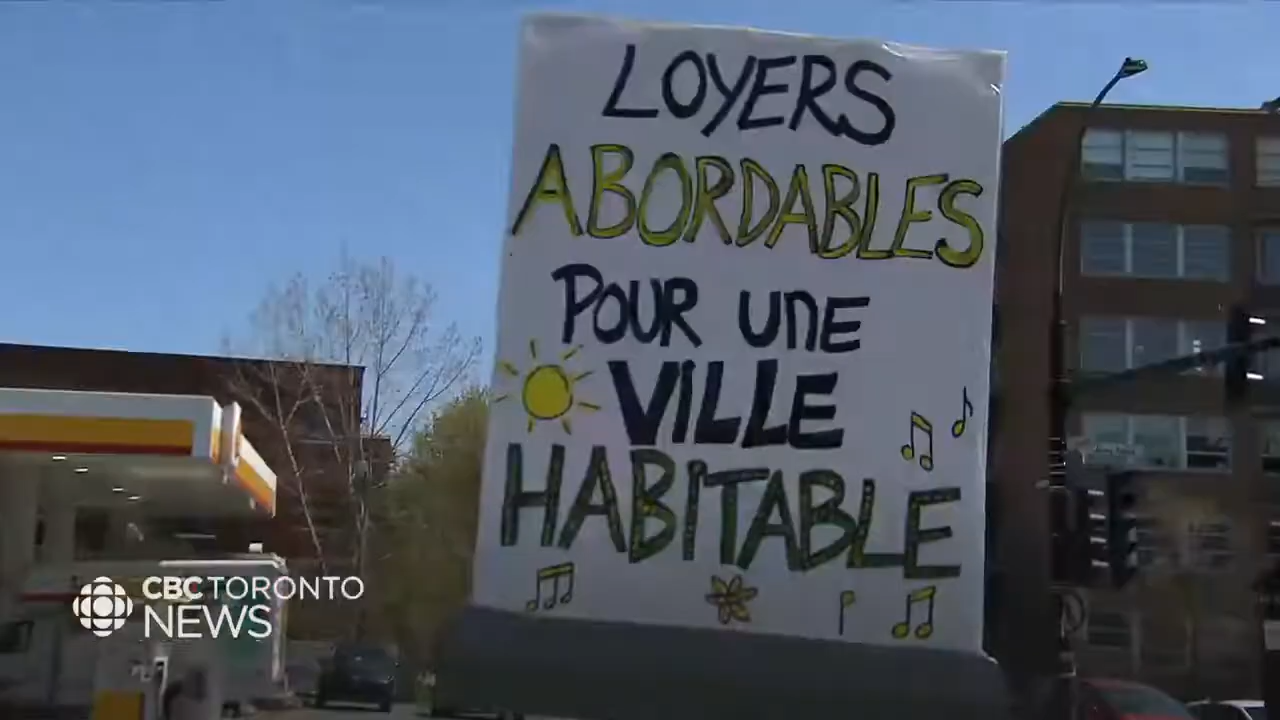 LOYERS
ABORDABLES
POUR UNE
VILLE
HABITABLE
CBC TORONTO
NEWS